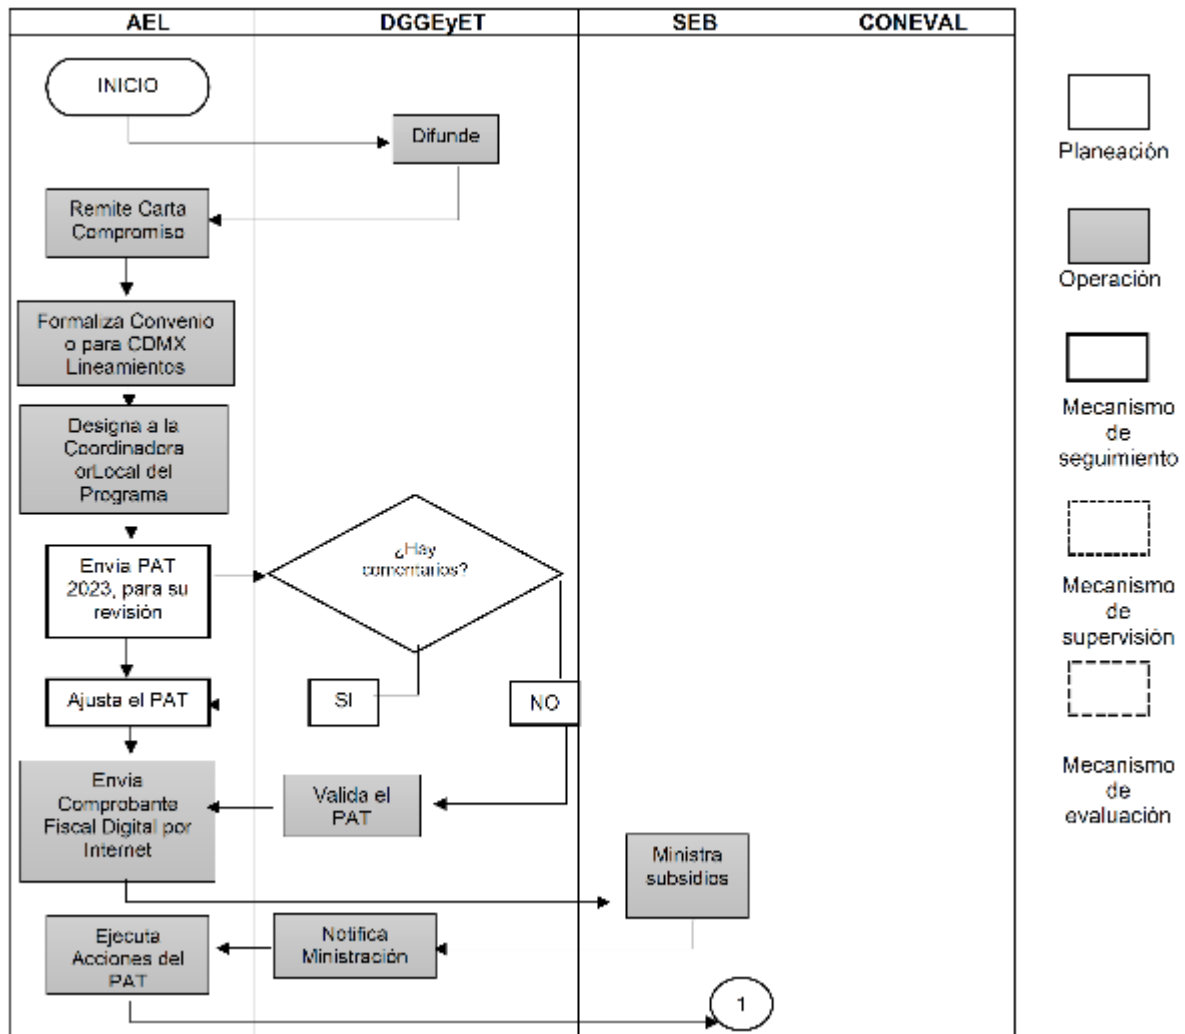 AEL DGGEyET SEB CONEVAL
INICIO
Difunde
Remite Carta
Compromiso
Formaliza Convenio
o para CDMX
Lineamientos
Designa a la
Coordinadora
orLocal del
Programa
Envia PAT
2023, para su
revisión
¿Hay
comentarios?
Ajusta el PAT
SI
NO
Envia
Comprobante
Fiscal Digital por
Internet
Valida el
PAT
Ministra
subsidios
Notifica
Ministración
Ejecuta
Acciones del
PAT
1
Planeación
Operación
Mecanismo
de
seguimiento
Mecanismo
de
supervisión
Mecanismo
de
evaluación